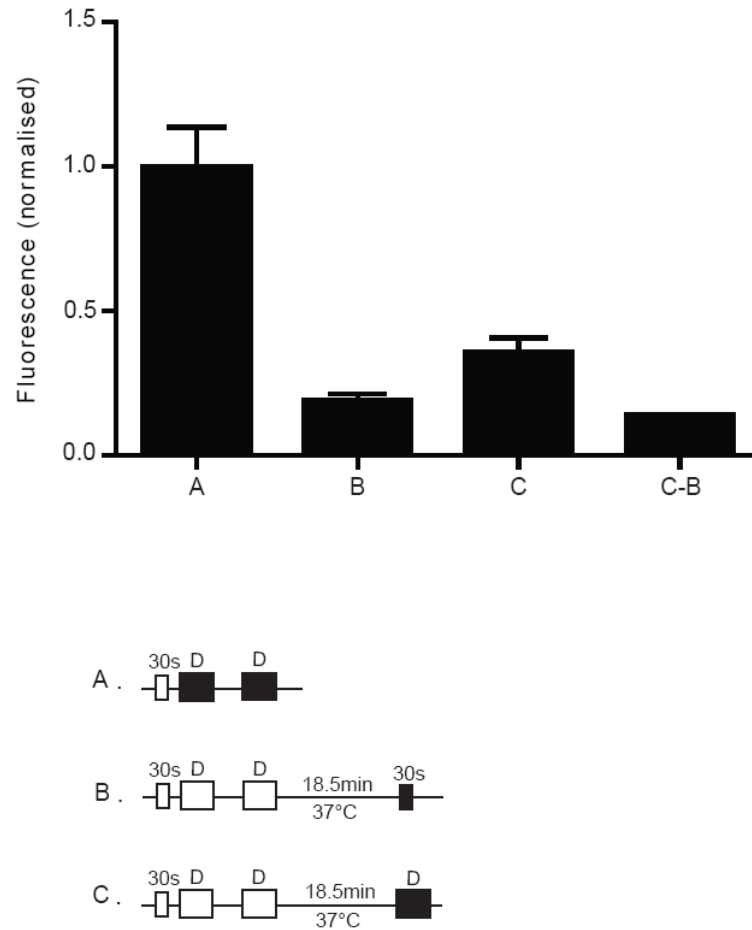 1.5
1.0
0.5
0.0
Fluorescence (normalised)
A B C C-B
30s D D
A .
30s D D 18.5min 30s
B .
37°C
30s D D 18.5min D
C .
37°C